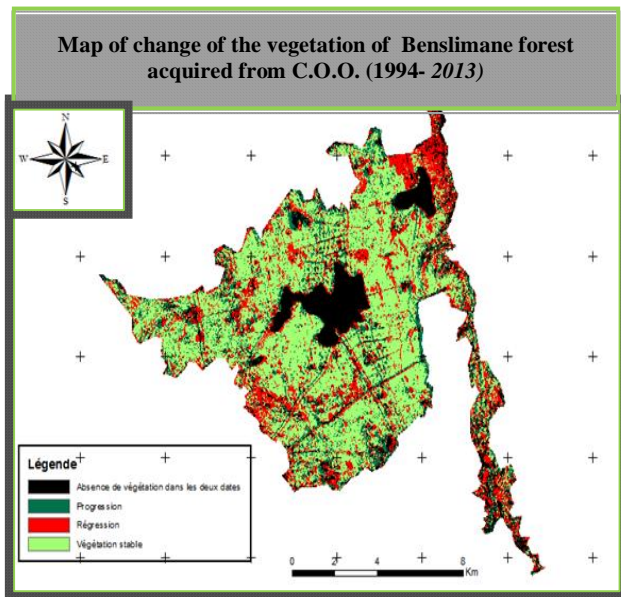 Map of change of the vegetation of Benslimane forest
acquired from C.O.O. (1994- 2013)
N
W E
S
Légende
Absence de végétation dans les deux dates
Progression
Régression
Végétation stable
0 2 4 8
Km